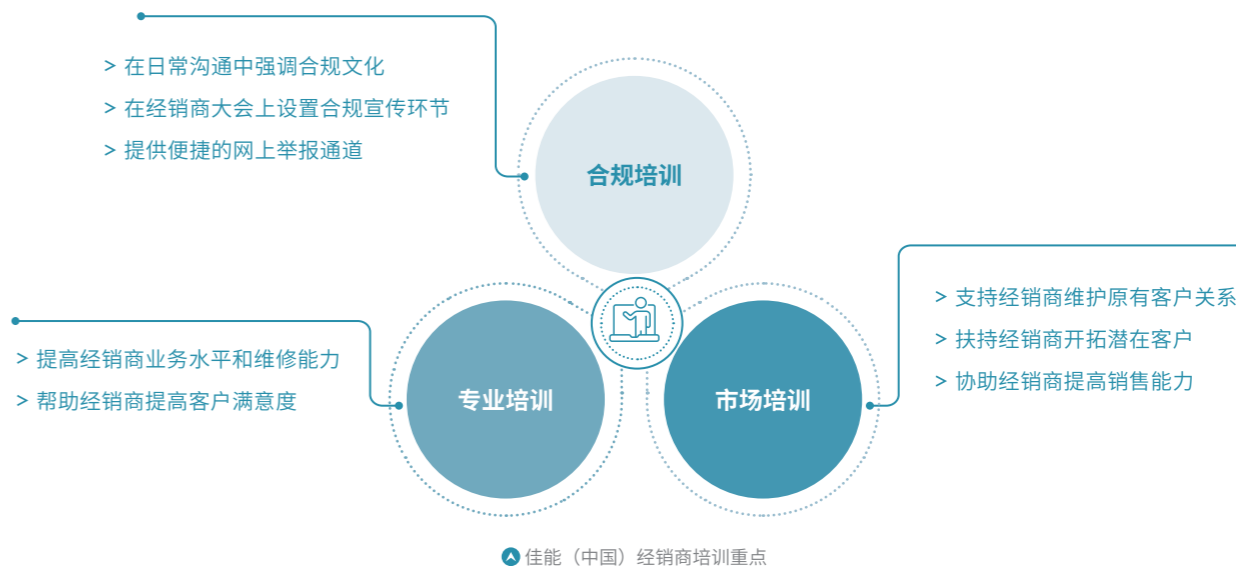 > 在日常沟通中强调合规文化
> 在经销商大会上设置合规宣传环节
> 提供便捷的网上举报通道
合规培训
> 提高经销商业务水平和维修能力
> 帮助经销商提高客户满意度
专业培训
市场培训
> 支持经销商维护原有客户关系
> 扶持经销商开拓潜在客户
> 协助经销商提高销售能力
佳能（中国）经销商培训重点